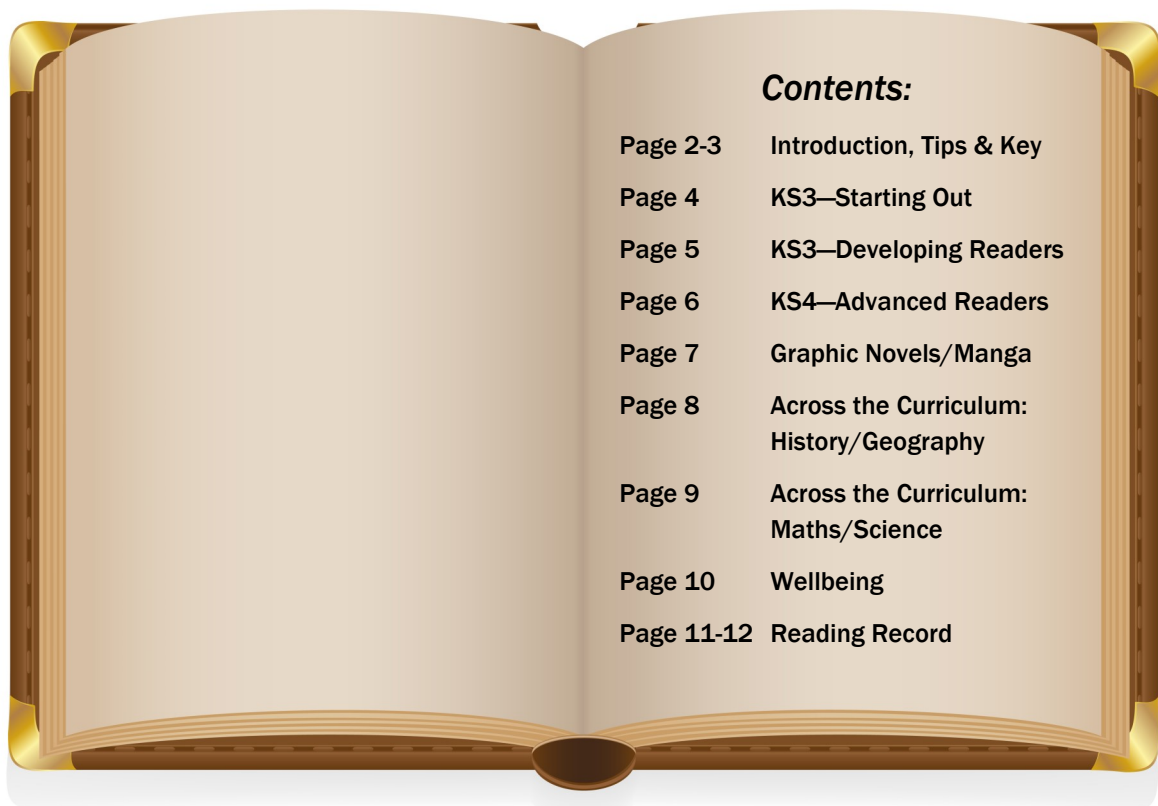 Contents:
Page 2-3 Introduction, Tips & Key
Page 4 KS3—Starting Out
Page 5 KS3—Developing Readers
Page 6 KS4—Advanced Readers
Page 7 Graphic Novels/Manga
Page 8 Across the Curriculum:
History/Geography
Page 9 Across the Curriculum:
Maths/Science
Page 10 Wellbeing
Page 11-12 Reading Record